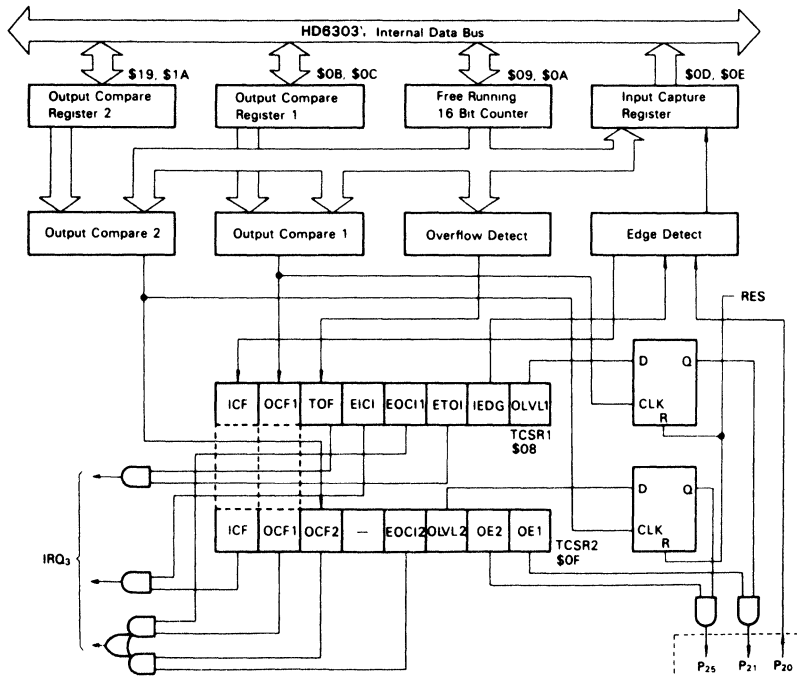 HD6303', Internal Data Bus
$19, $1A
$0B, $0C
$09, $0A
$0D, $0E
Output Compare
Register 2
Output Compare
Register 1
Free Running
16 Bit Counter
Input Capture
Register
Output Compare 2
Output Compare 1
Overflow Detect
Edge Detect
RES
D Q
CLK
R
ICF OCF1 TOF EICI EOCI1 ETOI IEDG OLVL1
TCSR1
$08
D Q
CLK
R
ICF OCF1 OCF2 — EOCI2 OLVL2 OE2 OE1
TCSR2
$0F
IRQ3
P25 P21 P20